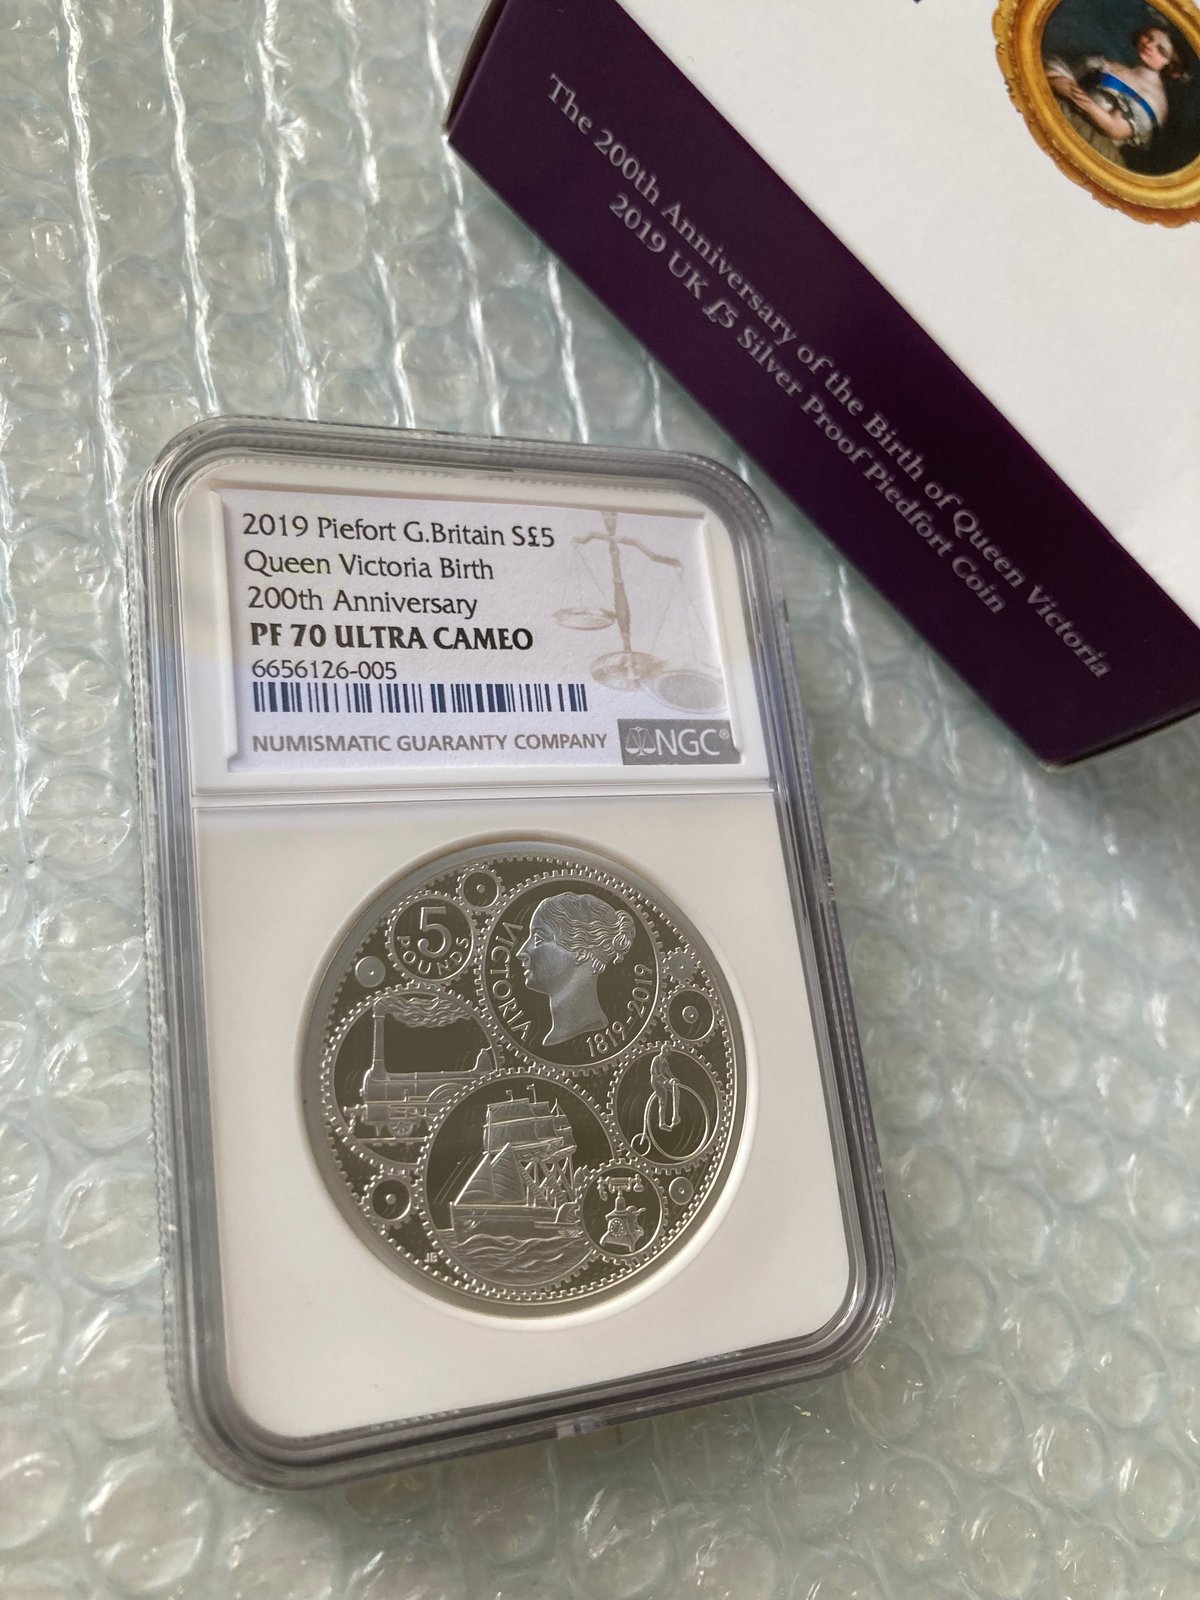 The 200th Anniversary of the Birth of Queen Victoria
2019 UK £5 Silver Proof Piedfort Coin
2019 Piefort G.Britain S£5
Queen Victoria Birth
200th Anniversary
PF 70 ULTRA CAMEO
6656126-005
NUMISMATIC GUARANTY COMPANY
NGC®
5
POUNDS
VICTORIA
1819-2019
JB